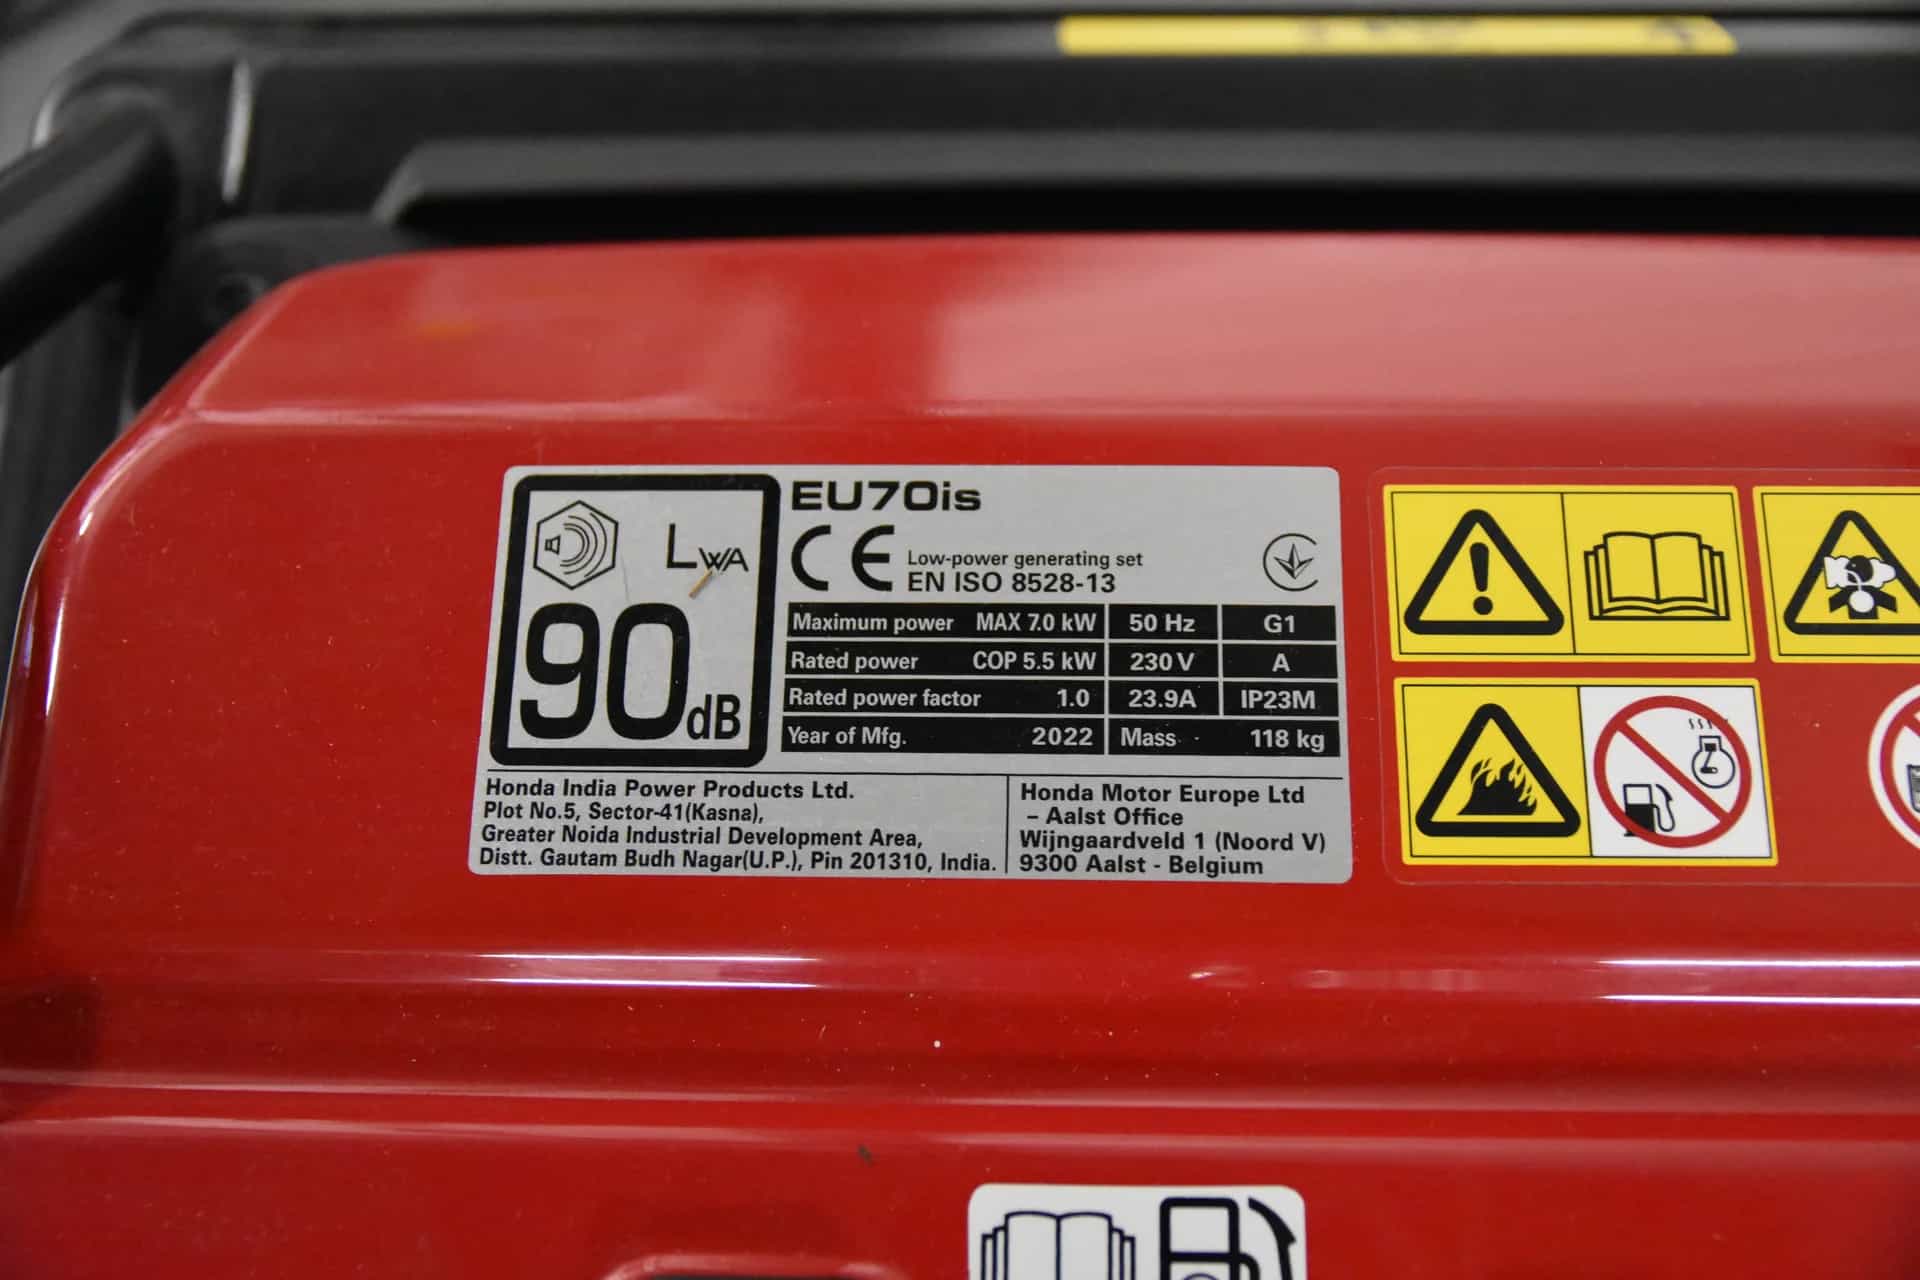 EU70is
LWA
90dB
CE
Low-power generating set
EN ISO 8528-13
Maximum power MAX 7.0 kW 50 Hz G1
Rated power COP 5.5 kW 230 V A
Rated power factor 1.0 23.9A IP23M
Year of Mfg. 2022 Mass 118 kg
Honda India Power Products Ltd.
Plot No.5, Sector-41(Kasna),
Greater Noida Industrial Development Area,
Distt. Gautam Budh Nagar(U.P.), Pin 201310, India.
Honda Motor Europe Ltd
- Aalst Office
Wijngaardveld 1 (Noord V)
9300 Aalst - Belgium